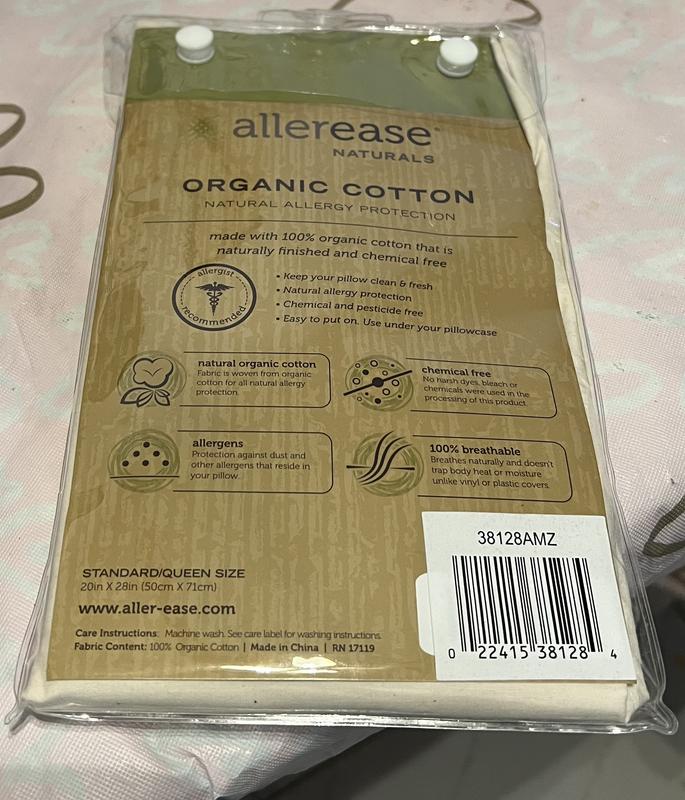 allerease®
NATURALS
ORGANIC COTTON
NATURAL ALLERGY PROTECTION
made with 100% organic cotton that is
naturally finished and chemical free
allergist
recommended
• Keep your pillow clean & fresh
• Natural allergy protection
• Chemical and pesticide free
• Easy to put on. Use under your pillowcase
natural organic cotton
Fabric is woven from organic
cotton for all natural allergy
protection.
chemical free
No harsh dyes, bleach or
chemicals were used in the
processing of this product.
allergens
Protection against dust and
other allergens that reside in
your pillow.
100% breathable
Breathes naturally and doesn't
trap body heat or moisture
unlike vinyl or plastic covers.
38128AMZ
0 22415 38128 4
STANDARD/QUEEN SIZE
20in X 28in (50cm X 71cm)
www.aller-ease.com
Care Instructions: Machine wash. See care label for washing instructions.
Fabric Content: 100% Organic Cotton | Made in China | RN 17119